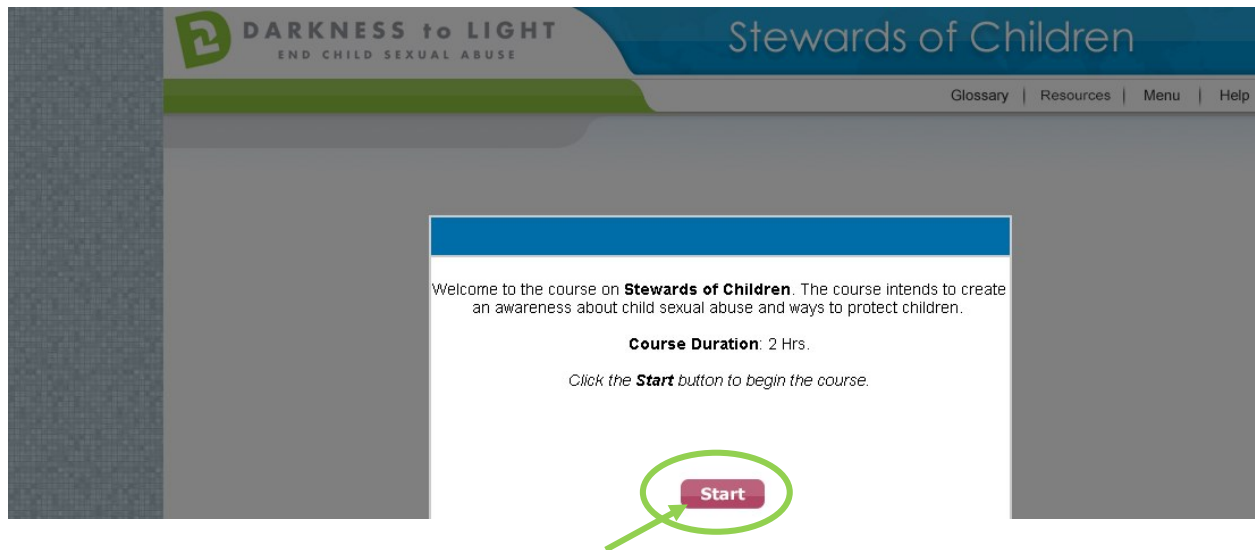 DARKNESS to LIGHT
END CHILD SEXUAL ABUSE
Stewards of Children
Glossary | Resources | Menu | Help
Welcome to the course on Stewards of Children. The course intends to create
an awareness about child sexual abuse and ways to protect children.
Course Duration: 2 Hrs.
Click the Start button to begin the course.
Start